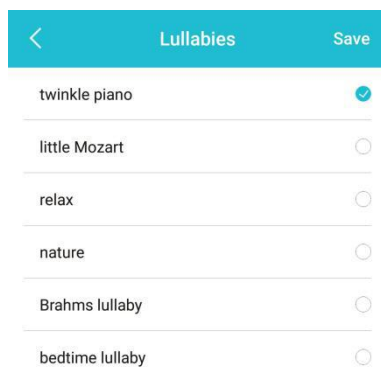 Lullabies Save
twinkle piano
little Mozart
relax
nature
Brahms lullaby
bedtime lullaby